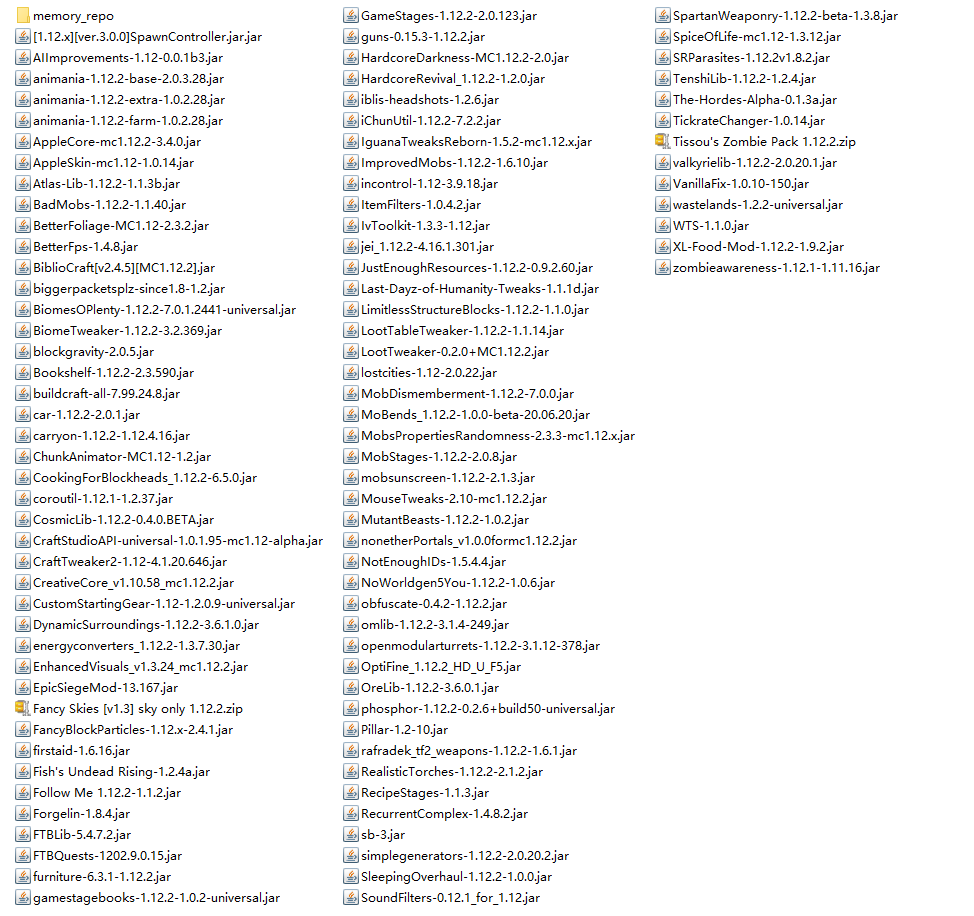 memory_repo
[1.12.x][ver.3.0.0]SpawnController.jar.jar
AIImprovements-1.12-0.0.1b3.jar
animania-1.12.2-base-2.0.3.28.jar
animania-1.12.2-extra-1.0.2.28.jar
animania-1.12.2-farm-1.0.2.28.jar
AppleCore-mc1.12.2-3.4.0.jar
AppleSkin-mc1.12-1.0.14.jar
Atlas-Lib-1.12.2-1.1.3b.jar
BadMobs-1.12.2-1.1.40.jar
BetterFoliage-MC1.12-2.3.2.jar
BetterFps-1.4.8.jar
BiblioCraft[v2.4.5][MC1.12.2].jar
biggerpacketsplz-since1.8-1.2.jar
BiomesOPlenty-1.12.2-7.0.1.2441-universal.jar
BiomeTweaker-1.12.2-3.2.369.jar
blockgravity-2.0.5.jar
Bookshelf-1.12.2-2.3.590.jar
buildcraft-all-7.99.24.8.jar
car-1.12.2-2.0.1.jar
carryon-1.12.2-1.12.4.16.jar
ChunkAnimator-MC1.12-1.2.jar
CookingForBlockheads_1.12.2-6.5.0.jar
coroutil-1.12.1-1.2.37.jar
CosmicLib-1.12.2-0.4.0.BETA.jar
CraftStudioAPI-universal-1.0.1.95-mc1.12-alpha.jar
CraftTweaker2-1.12-4.1.20.646.jar
CreativeCore_v1.10.58_mc1.12.2.jar
CustomStartingGear-1.12-1.2.0.9-universal.jar
DynamicSurroundings-1.12.2-3.6.1.0.jar
energyconverters_1.12.2-1.3.7.30.jar
EnhancedVisuals_v1.3.24_mc1.12.2.jar
EpicSiegeMod-13.167.jar
Fancy Skies [v1.3] sky only 1.12.2.zip
FancyBlockParticles-1.12.x-2.4.1.jar
firstaid-1.6.16.jar
Fish's Undead Rising-1.2.4a.jar
Follow Me 1.12.2-1.1.2.jar
Forgelin-1.8.4.jar
FTBLib-5.4.7.2.jar
FTBQuests-1202.9.0.15.jar
furniture-6.3.1-1.12.2.jar
gamestagebooks-1.12.2-1.0.2-universal.jar
GameStages-1.12.2-2.0.123.jar
guns-0.15.3-1.12.2.jar
HardcoreDarkness-MC1.12.2-2.0.jar
HardcoreRevival_1.12.2-1.2.0.jar
iblis-headshots-1.2.6.jar
iChunUtil-1.12.2-7.2.2.jar
IguanaTweaksReborn-1.5.2-mc1.12.x.jar
ImprovedMobs-1.12.2-1.6.10.jar
incontrol-1.12-3.9.18.jar
ItemFilters-1.0.4.2.jar
IvToolkit-1.3.3-1.12.jar
jei_1.12.2-4.16.1.301.jar
JustEnoughResources-1.12.2-0.9.2.60.jar
Last-Dayz-of-Humanity-Tweaks-1.1.1d.jar
LimitlessStructureBlocks-1.12.2-1.1.0.jar
LootTableTweaker-1.12.2-1.1.14.jar
LootTweaker-0.2.0+MC1.12.2.jar
lostcities-1.12-2.0.22.jar
MobDismemberment-1.12.2-7.0.0.jar
MoBends_1.12.2-1.0.0-beta-20.06.20.jar
MobsPropertiesRandomness-2.3.3-mc1.12.x.jar
MobStages-1.12.2-2.0.8.jar
mobsunscreen-1.12.2-2.1.3.jar
MouseTweaks-2.10-mc1.12.2.jar
MutantBeasts-1.12.2-1.0.2.jar
nonetherPortals_v1.0.0formc1.12.2.jar
NotEnoughIDs-1.5.4.4.jar
NoWorldgen5You-1.12.2-1.0.6.jar
obfuscate-0.4.2-1.12.2.jar
omlib-1.12.2-3.1.4-249.jar
openmodularturrets-1.12.2-3.1.12-378.jar
OptiFine_1.12.2_HD_U_F5.jar
OreLib-1.12.2-3.6.0.1.jar
phosphor-1.12.2-0.2.6+build50-universal.jar
Pillar-1.2-10.jar
rafradek_tf2_weapons-1.12.2-1.6.1.jar
RealisticTorches-1.12.2-2.1.2.jar
RecipeStages-1.1.3.jar
RecurrentComplex-1.4.8.2.jar
sb-3.jar
simplegenerators-1.12.2-2.0.20.2.jar
SleepingOverhaul-1.12.2-1.0.0.jar
SoundFilters-0.12.1_for_1.12.jar
SpartanWeaponry-1.12.2-beta-1.3.8.jar
SpiceOfLife-mc1.12-1.3.12.jar
SRParasites-1.12.2v1.8.2.jar
TenshiLib-1.12.2-1.2.4.jar
The-Hordes-Alpha-0.1.3a.jar
TickrateChanger-1.0.14.jar
Tissou's Zombie Pack 1.12.2.zip
valkyrielib-1.12.2-2.0.20.1.jar
VanillaFix-1.0.10-150.jar
wastelands-1.2.2-universal.jar
WTS-1.1.0.jar
XL-Food-Mod-1.12.2-1.9.2.jar
zombieawareness-1.12.1-1.11.16.jar